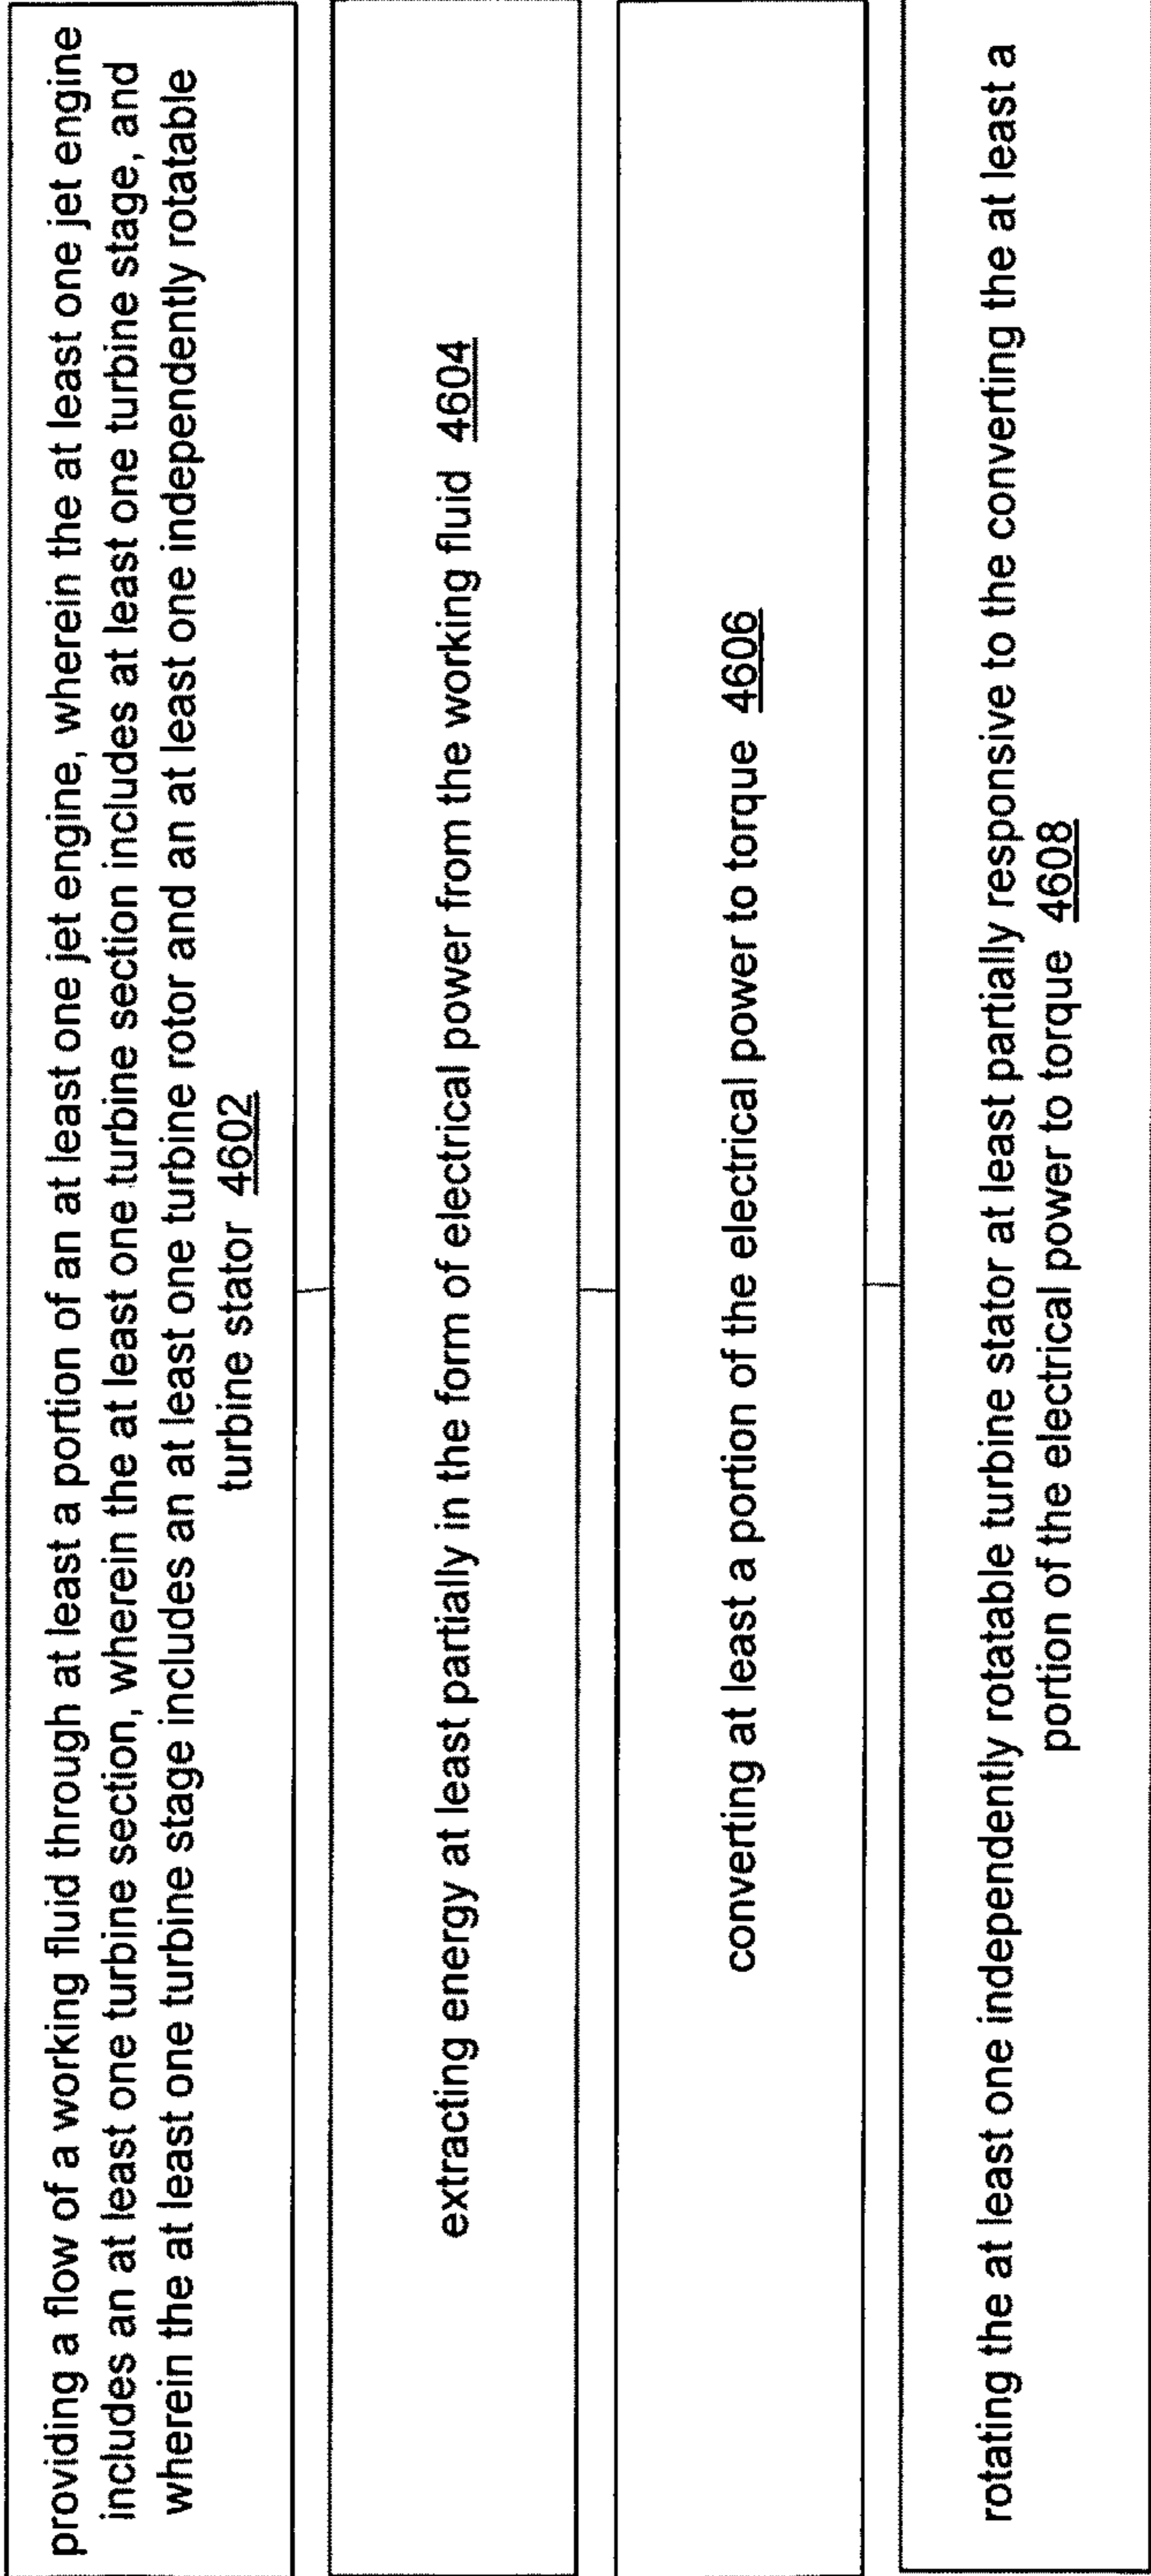 providing a flow of a working fluid through at least a portion of an at least one jet engine, wherein the at least one jet engine
includes an at least one turbine section, wherein the at least one turbine section includes at least one turbine stage, and
wherein the at least one turbine stage includes an at least one turbine rotor and an at least one independently rotatable
turbine stator 4602
extracting energy at least partially in the form of electrical power from the working fluid 4604
converting at least a portion of the electrical power to torque 4606
rotating the at least one independently rotatable turbine stator at least partially responsive to the converting the at least a
portion of the electrical power to torque 4608